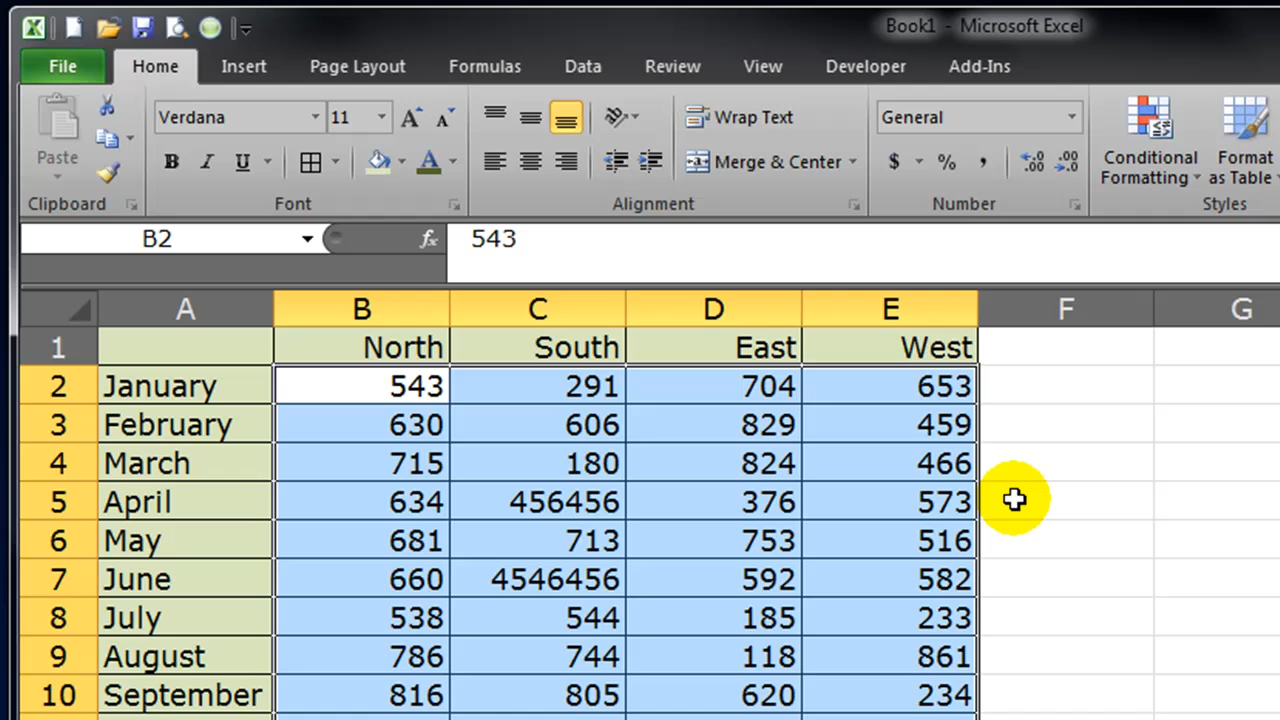 Book1 - Microsoft Excel
File Home Insert Page Layout Formulas Data Review View Developer Add-Ins
Verdana 11 A A Wrap Text General
Paste B I U A Merge & Center $ % , .0 .00 .00 .0 Conditional Formatting Format as Table
Clipboard Font Alignment Number Styles
B2 fx 543
A B C D E F G
1 North South East West
2 January 543 291 704 653
3 February 630 606 829 459
4 March 715 180 824 466
5 April 634 456456 376 573
6 May 681 713 753 516
7 June 660 4546456 592 582
8 July 538 544 185 233
9 August 786 744 118 861
10 September 816 805 620 234